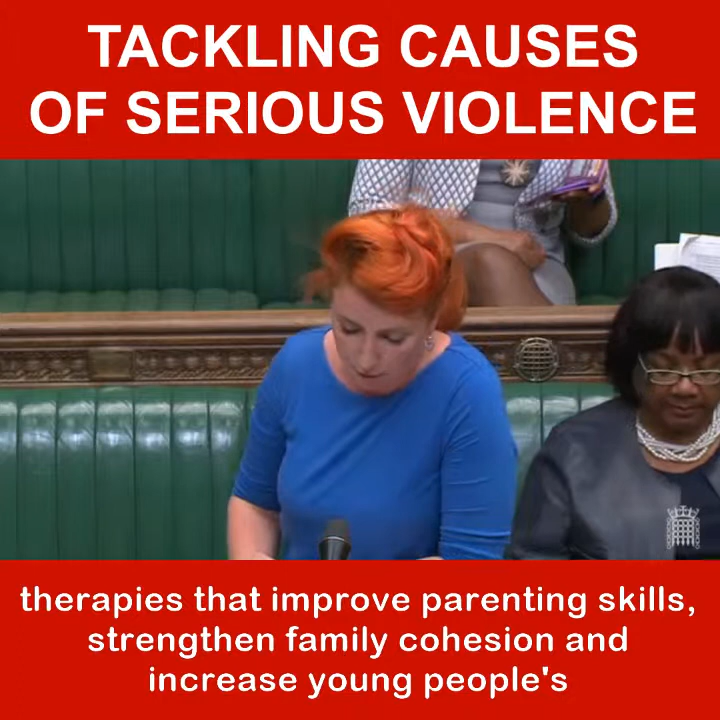 TACKLING CAUSES
OF SERIOUS VIOLENCE
therapies that improve parenting skills,
strengthen family cohesion and
increase young people's